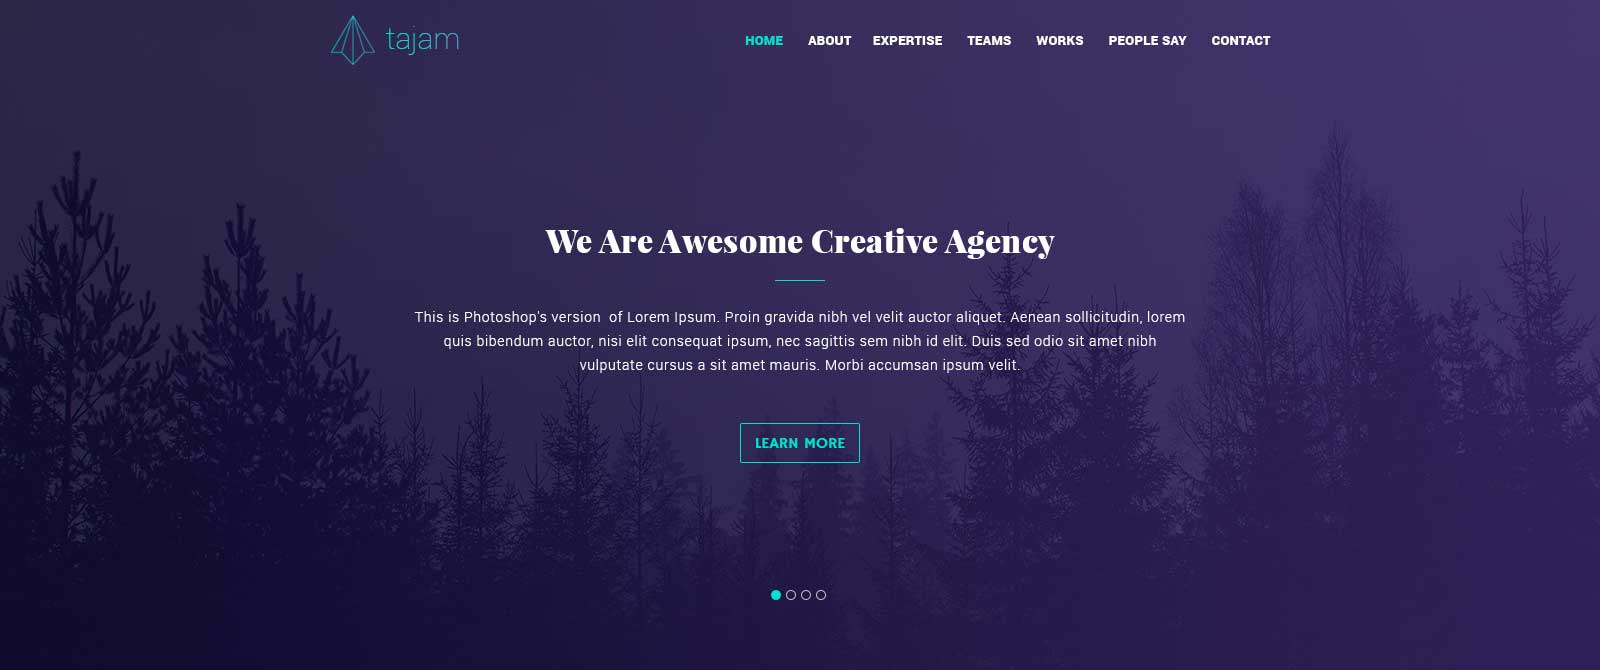 tajam
HOME ABOUT EXPERTISE TEAMS WORKS PEOPLE SAY CONTACT
We Are Awesome Creative Agency
This is Photoshop's version  of Lorem Ipsum. Proin gravida nibh vel velit auctor aliquet. Aenean sollicitudin, lorem
quis bibendum auctor, nisi elit consequat ipsum, nec sagittis sem nibh id elit. Duis sed odio sit amet nibh
vulputate cursus a sit amet mauris. Morbi accumsan ipsum velit.
LEARN MORE